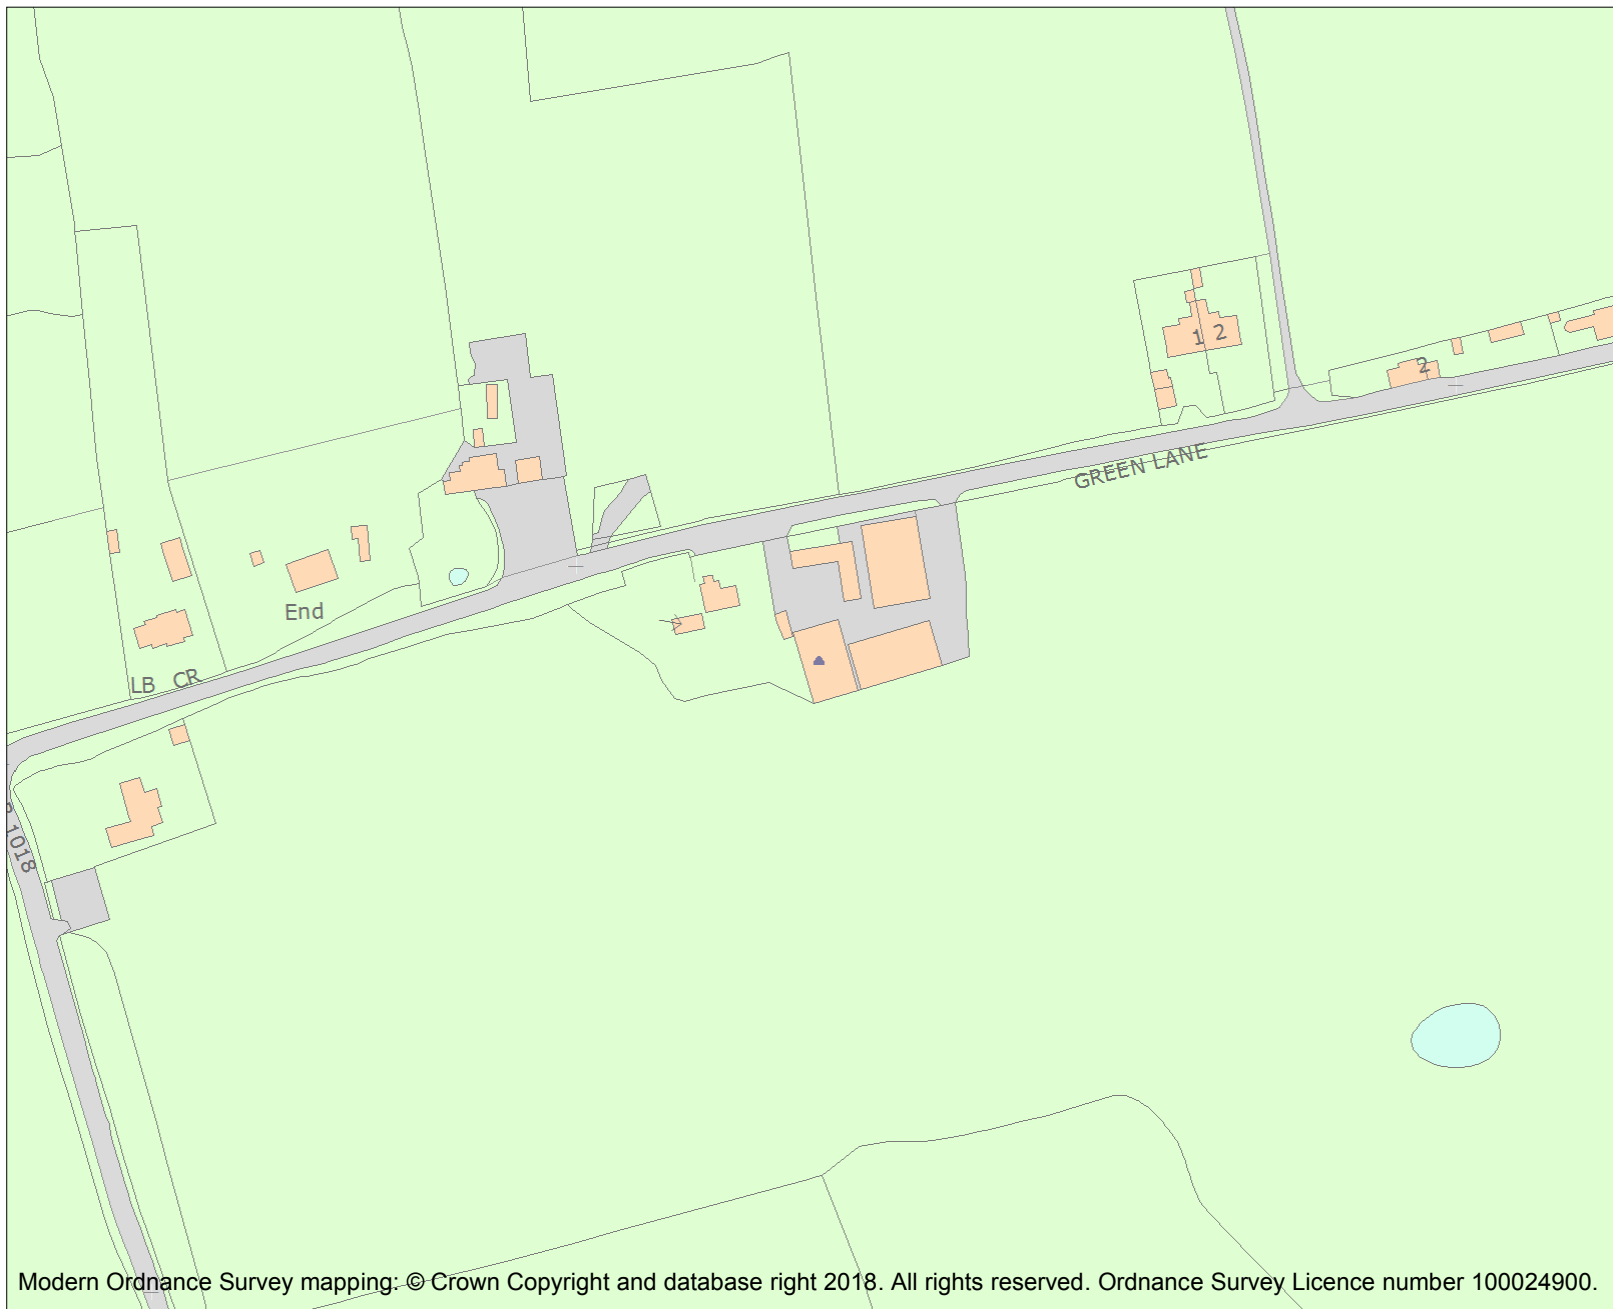 1 2
2
GREEN LANE
End
LB CR
1018
Modern Ordnance Survey mapping: © Crown Copyright and database right 2018. All rights reserved. Ordnance Survey Licence number 100024900.